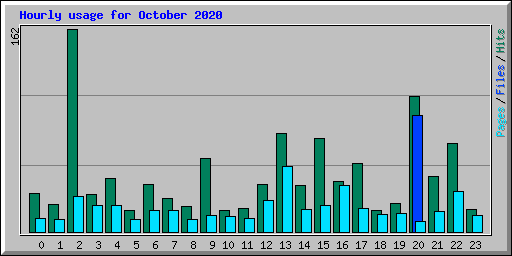 Hourly usage for October 2020
162
Pages / Files / Hits
0 1 2 3 4 5 6 7 8 9 10 11 12 13 14 15 16 17 18 19 20 21 22 23